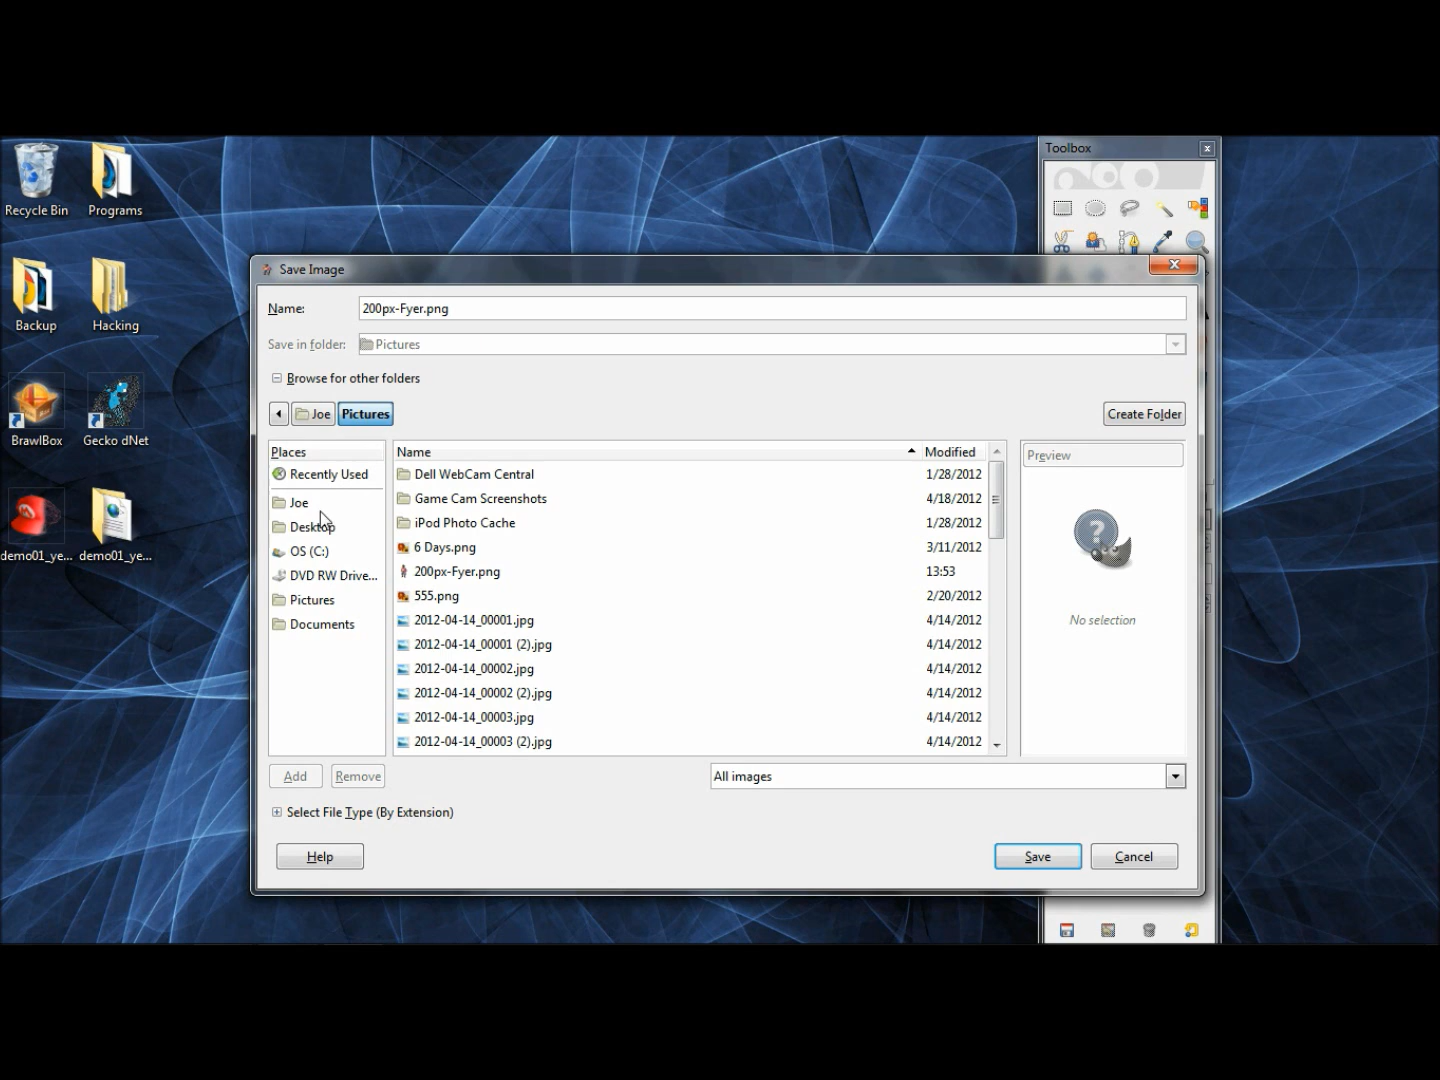 Toolbox
x
Recycle Bin
Programs
Backup
Hacking
BrawlBox
Gecko dNet
demo01_ye...
demo01_ye...
Save Image
Name:
200px-Fyer.png
Save in folder:
Pictures
Browse for other folders
Joe
Pictures
Create Folder
Places
Recently Used
Joe
Desktop
OS (C:)
DVD RW Drive...
Pictures
Documents
Name
Modified
Dell WebCam Central 1/28/2012
Game Cam Screenshots 4/18/2012
iPod Photo Cache 1/28/2012
6 Days.png 3/11/2012
200px-Fyer.png 13:53
555.png 2/20/2012
2012-04-14_00001.jpg 4/14/2012
2012-04-14_00001 (2).jpg 4/14/2012
2012-04-14_00002.jpg 4/14/2012
2012-04-14_00002 (2).jpg 4/14/2012
2012-04-14_00003.jpg 4/14/2012
2012-04-14_00003 (2).jpg 4/14/2012
Preview
?
No selection
Add
Remove
All images
Select File Type (By Extension)
Help
Save
Cancel